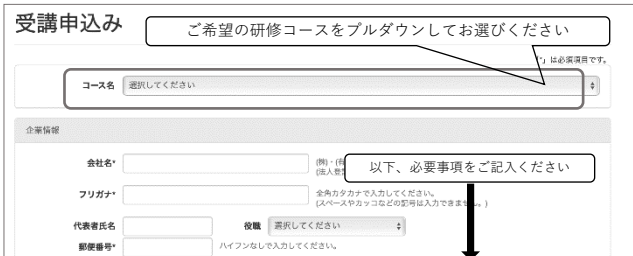 受講申込み
ご希望の研修コースをプルダウンしてお選びください
」は必須項目です。
コース名 選択してください
企業情報
会社名*
(株)・(有
(法人登
以下、必要事項をご記入ください
フリガナ*
全角カタカナで入力してください。
(スペースやカッコなどの記号は入力できません。)
代表者氏名 役職 選択してください
郵便番号* ハイフンなしで入力してください。